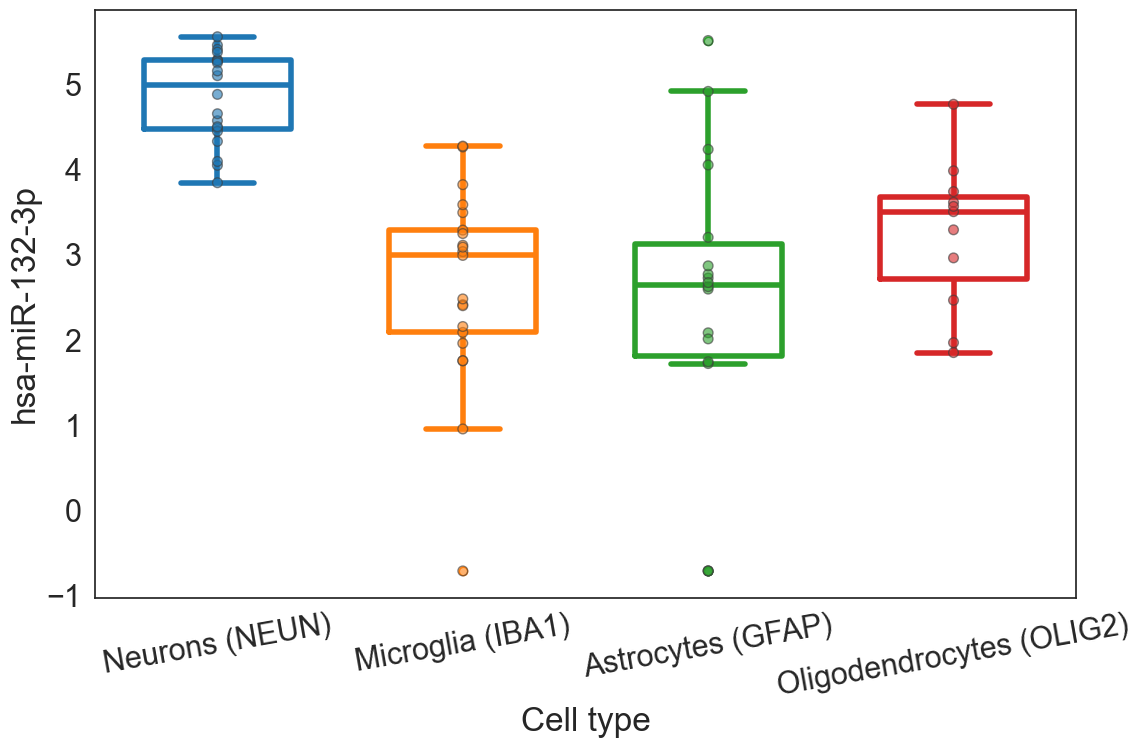 hsa-miR-132-3p
5
4
3
2
1
0
−1
Neurons (NEUN)
Microglia (IBA1)
Astrocytes (GFAP)
Oligodendrocytes (OLIG2)
Cell type